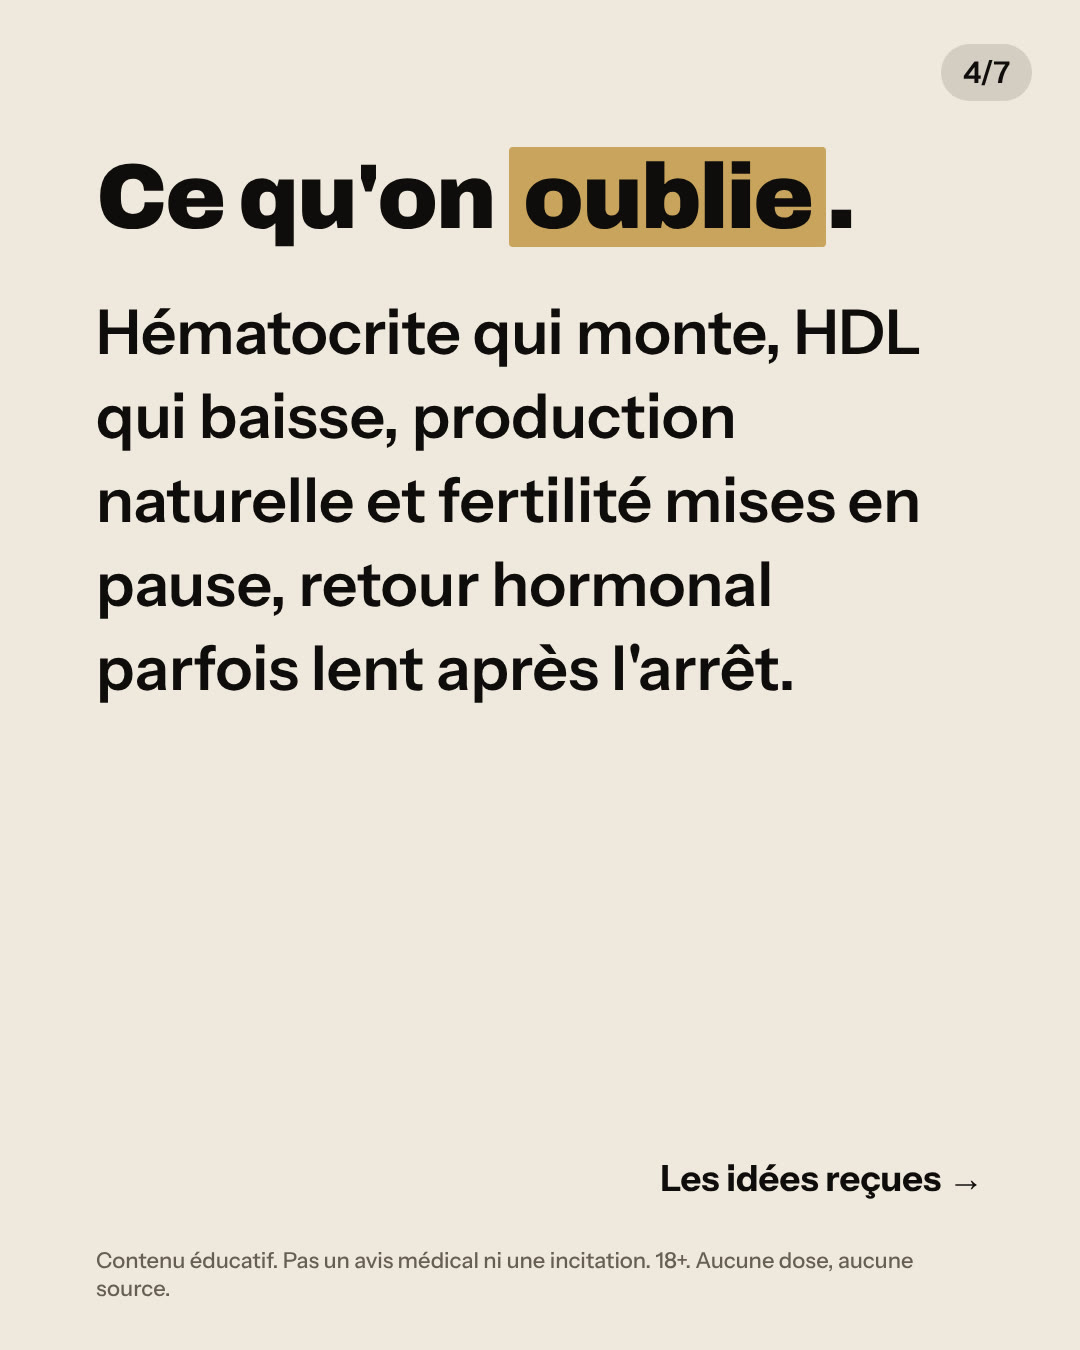 4/7
Ce qu'on oublie.
Hématocrite qui monte, HDL
qui baisse, production
naturelle et fertilité mises en
pause, retour hormonal
parfois lent après l'arrêt.
Les idées reçues →
Contenu éducatif. Pas un avis médical ni une incitation. 18+. Aucune dose, aucune
source.